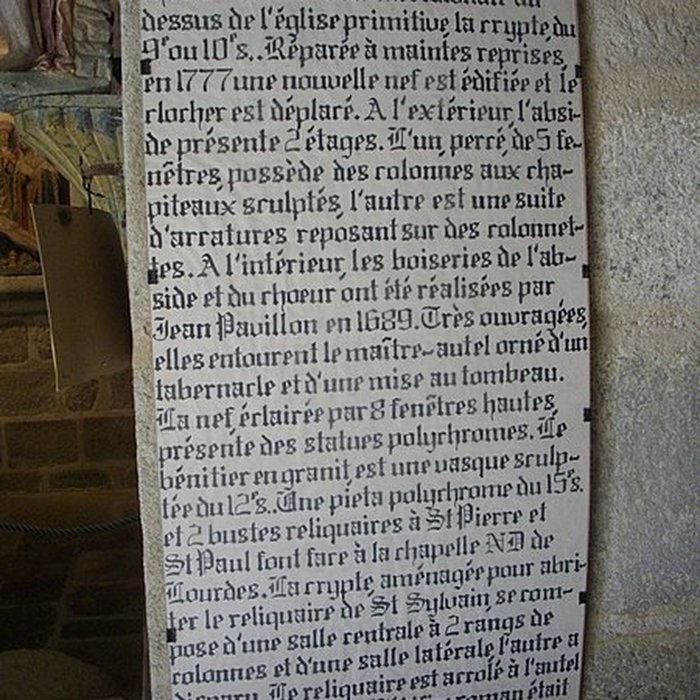 dessus de l'église primitive, la crypte du
9e ou 10e s.. Réparée à maintes reprises,
en 1777 une nouvelle nef est édifiée et le
clocher est déplacé. A l'extérieur, l'absi-
de présente 2 étages. L'un, percé, de 5 fe-
nêtres, possède des colonnes aux cha-
piteaux sculptés, l'autre est une suite
d'arcatures reposant sur des colonnet-
tes. A l'intérieur, les boiseries de l'ab-
side et du choeur ont été réalisées par
Jean Pavillon en 1689. Très ouvragées,
elles entourent le maître-autel orné d'un
tabernacle et d'une mise au tombeau.
La nef, éclairée par 8 fenêtres hautes,
présente des statues polychromes. Le
bénitier en granit est une vasque sculp-
tée du 12e s.. Une pieta polychrome du 15e s.
et 2 bustes reliquaires à St Pierre et
St Paul font face à la chapelle ND de
Lourdes. La crypte, aménagée pour abri-
ter le reliquaire de St Sylvain, se com-
pose d'une salle centrale à 2 rangs de
colonnes et d'une salle latérale, l'autre a
disparu. Le reliquaire est accolé à l'autel
roman était